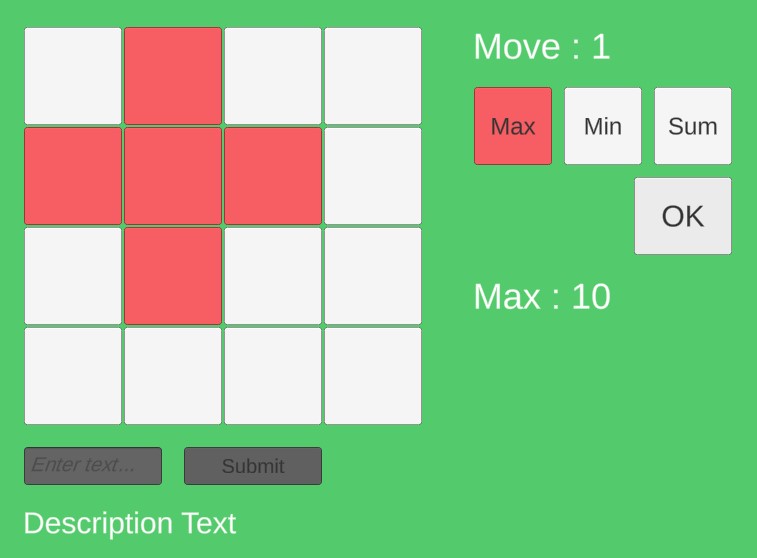 Move : 1
Max Min Sum
OK
Max : 10
Enter text...
Submit
Description Text